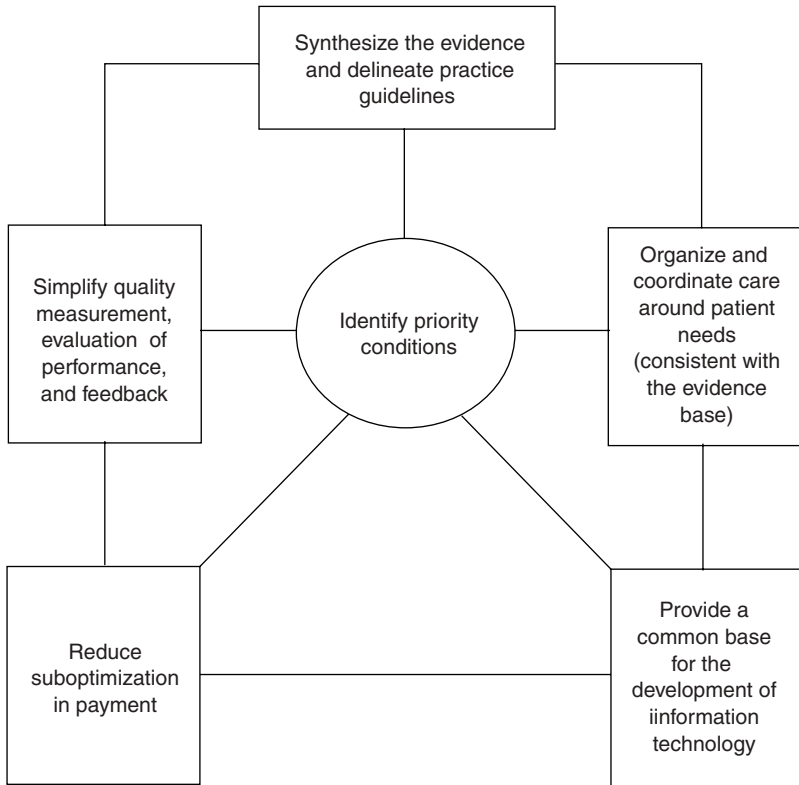 Synthesize the evidence
and delineate practice
guidelines
Simplify quality
measurement,
evaluation of
performance,
and feedback
Identify priority
conditions
Organize and
coordinate care
around patient
needs
(consistent with
the evidence
base)
Reduce
suboptimization
in payment
Provide a
common base
for the
development of
iinformation
technology